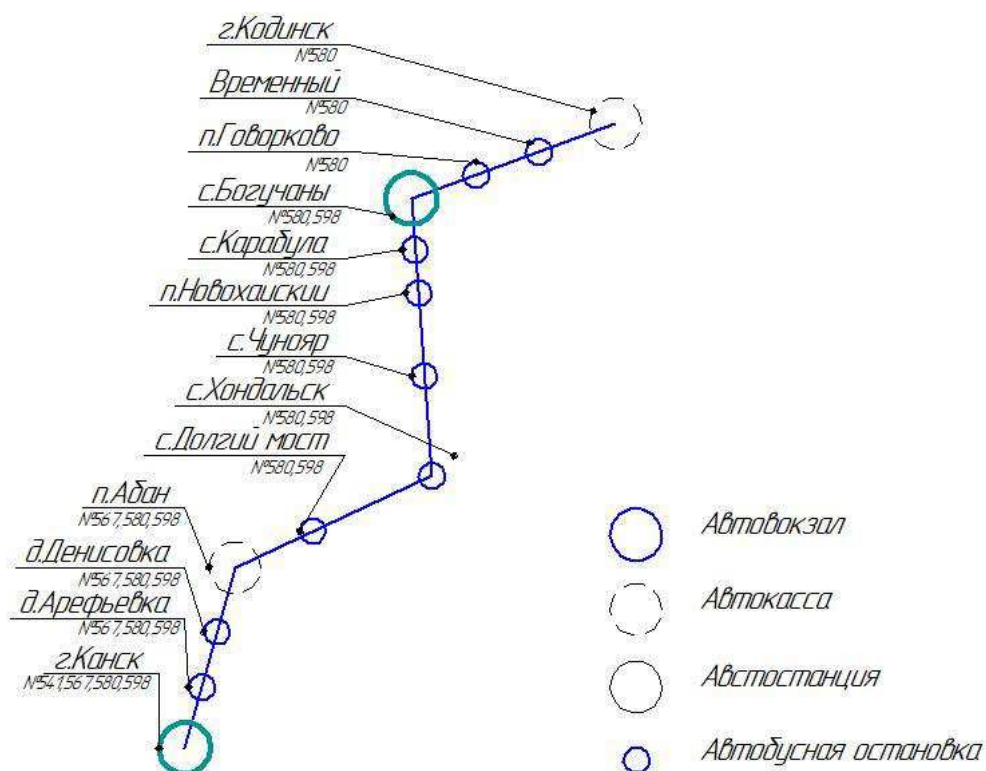 г.Кодинск
№580
Временный
№580
п.Говорково
№580
с.Богучаны
№580,598
с.Карабула
№580,598
п.Новохаиский
№580,598
с.Чунояр
№580,598
с.Хондальск
№580,598
с.Долгий мост
№580,598
п.Абан
№567,580,598
д.Денисовка
№567,580,598
д.Арефьевка
№567,580,598
г.Канск
№541,567,580,598
Автовокзал
Автокасса
Австостанция
Автобусная остановка